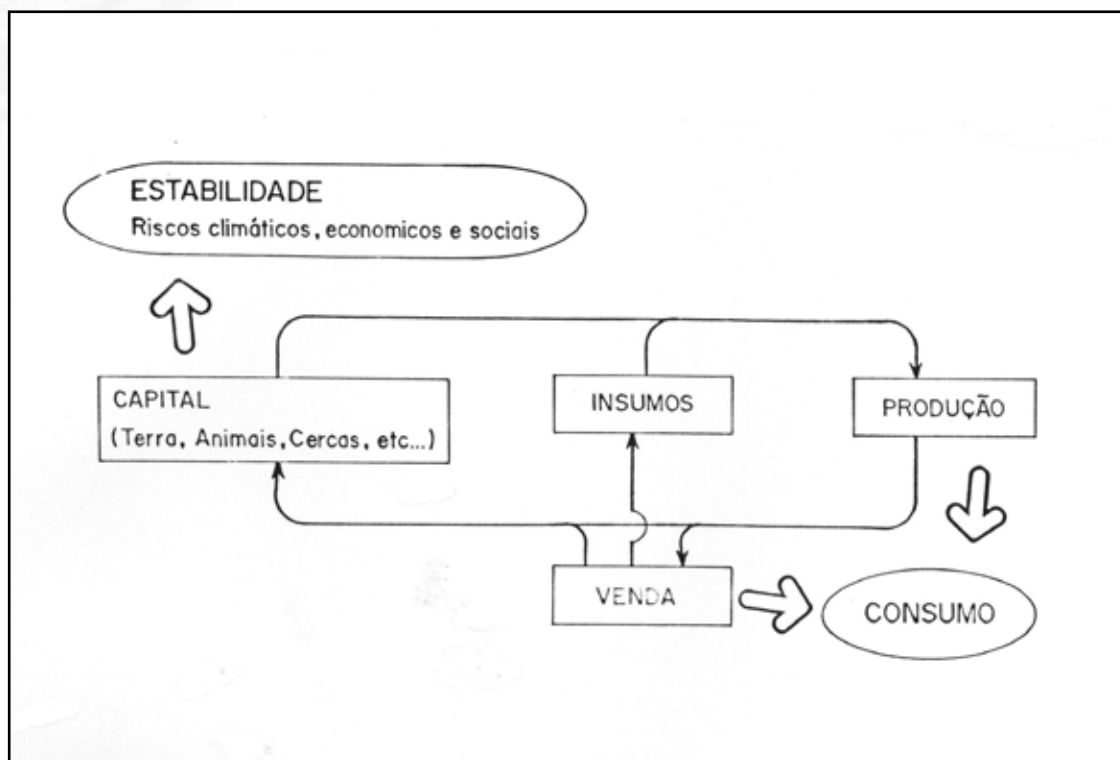 ESTABILIDADE
Riscos climáticos, economicos e sociais
CAPITAL
(Terra, Animais, Cercas, etc...)
INSUMOS
PRODUÇÃO
VENDA
CONSUMO